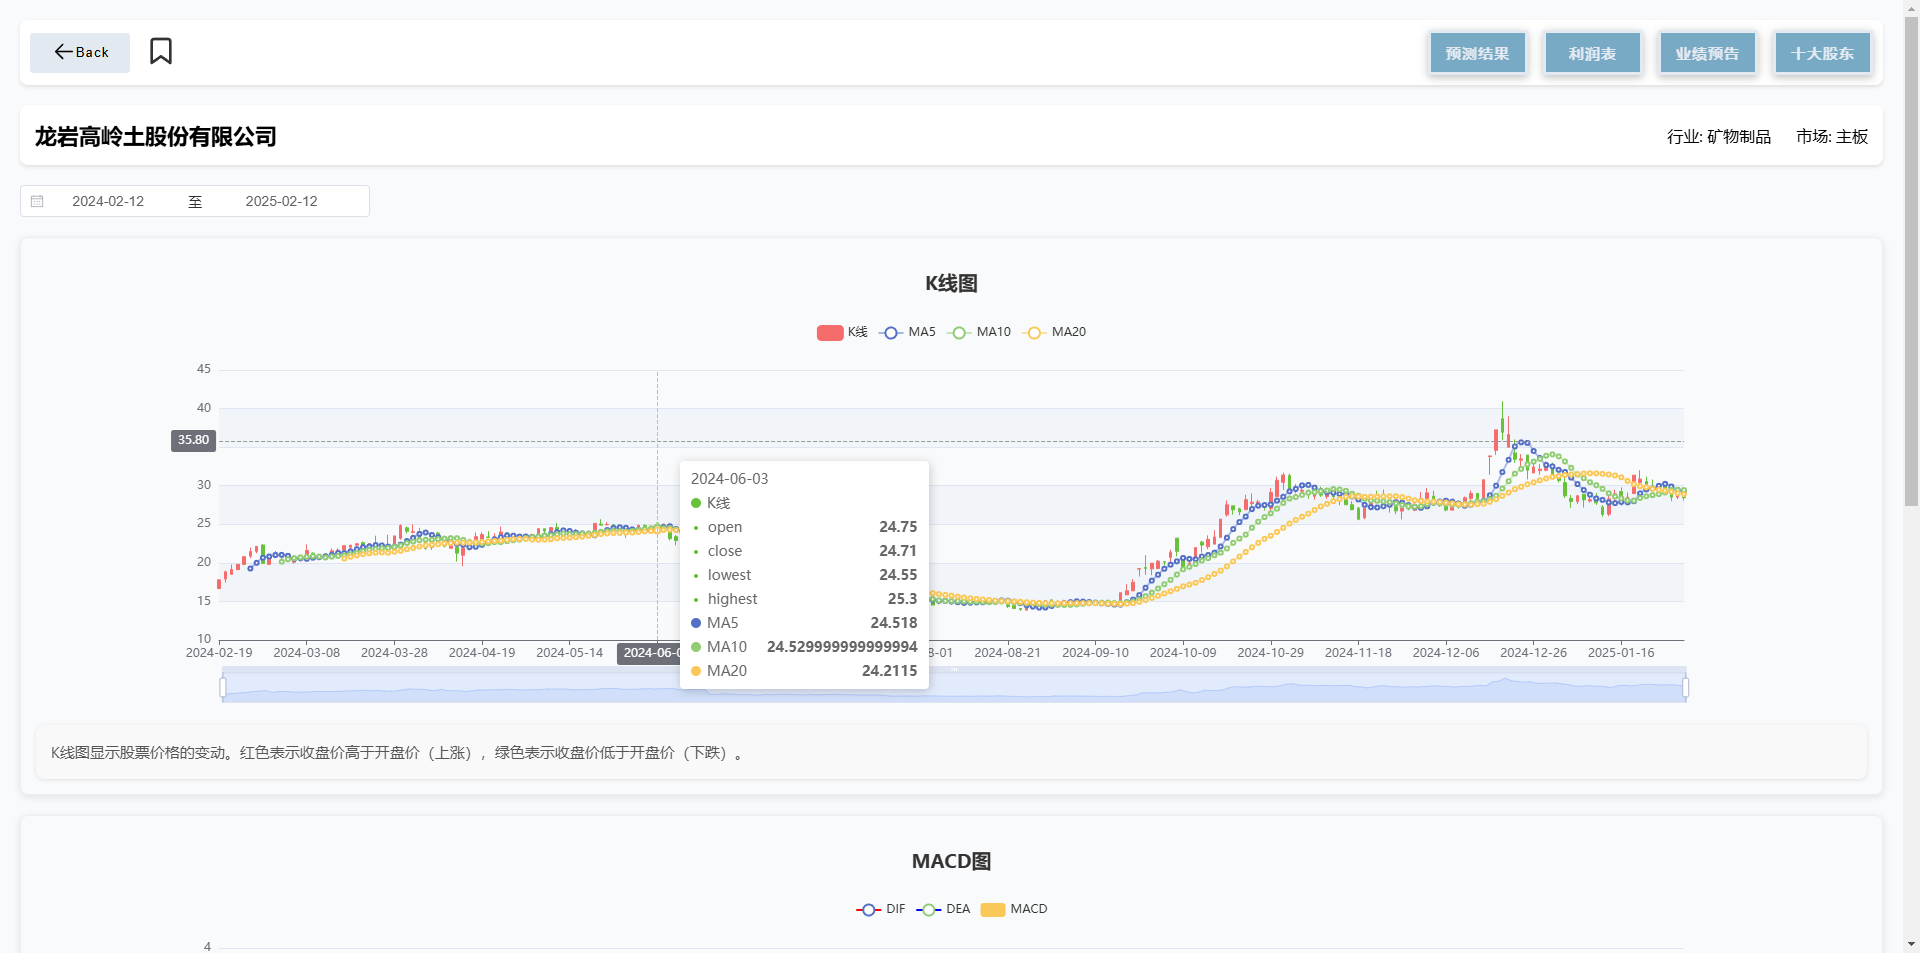 Back
预测结果
利润表
业绩预告
十大股东
龙岩高岭土股份有限公司
行业: 矿物制品
市场: 主板
2024-02-12 至 2025-02-12
K线图
K线 MA5 MA10 MA20
45
40
35.80
30
25
20
15
10
2024-06-03
K线
open 24.75
close 24.71
lowest 24.55
highest 25.3
MA5 24.518
MA10 24.529999999999994
MA20 24.2115
2024-02-19 2024-03-08 2024-03-28 2024-04-19 2024-05-14 2024-06-0 8-01 2024-08-21 2024-09-10 2024-10-09 2024-10-29 2024-11-18 2024-12-06 2024-12-26 2025-01-16
K线图显示股票价格的变动。红色表示收盘价高于开盘价（上涨），绿色表示收盘价低于开盘价（下跌）。
MACD图
DIF DEA MACD
4